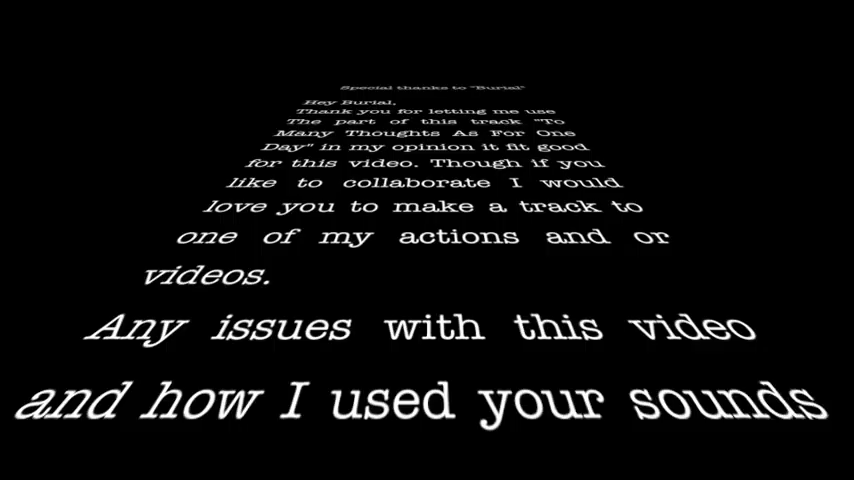 Special thanks to "Burial"
Hey Burial,
Thank you for letting me use
The part of this track "To
Many Thoughts As For One
Day" in my opinion it fit good
for this video. Though if you
like to collaborate I would
love you to make a track to
one of my actions and or
videos.
Any issues with this video
and how I used your sounds